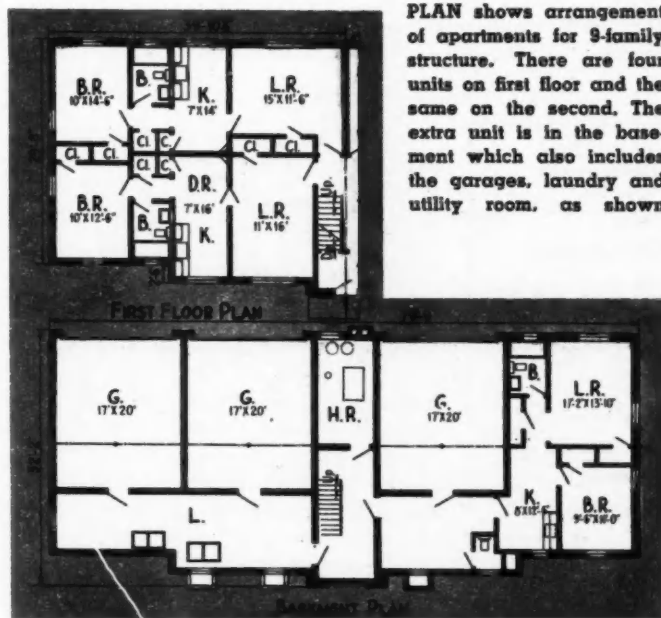 PLAN shows arrangement
of apartments for 9-family
structure. There are four
units on first floor and the
same on the second. The
extra unit is in the base-
ment which also includes
the garages, laundry and
utility room, as shown
B.R.
10'X14'-6"
B.
K.
7'X14'
L.R.
15'X11'-6"
Cl.
C.
Cl.
Cl.
Cl.
C.
Cl.
Cl.
D.R.
7'X16'
B.R.
10'X12'-6"
B.
K.
L.R.
11'X16'
Up.
Dn.
FIRST FLOOR PLAN
G.
17'X20'
G.
17'X20'
H.R.
G.
17'X20'
B.
L.R.
Up.
L.
K.
B.R.
BASEMENT PLAN